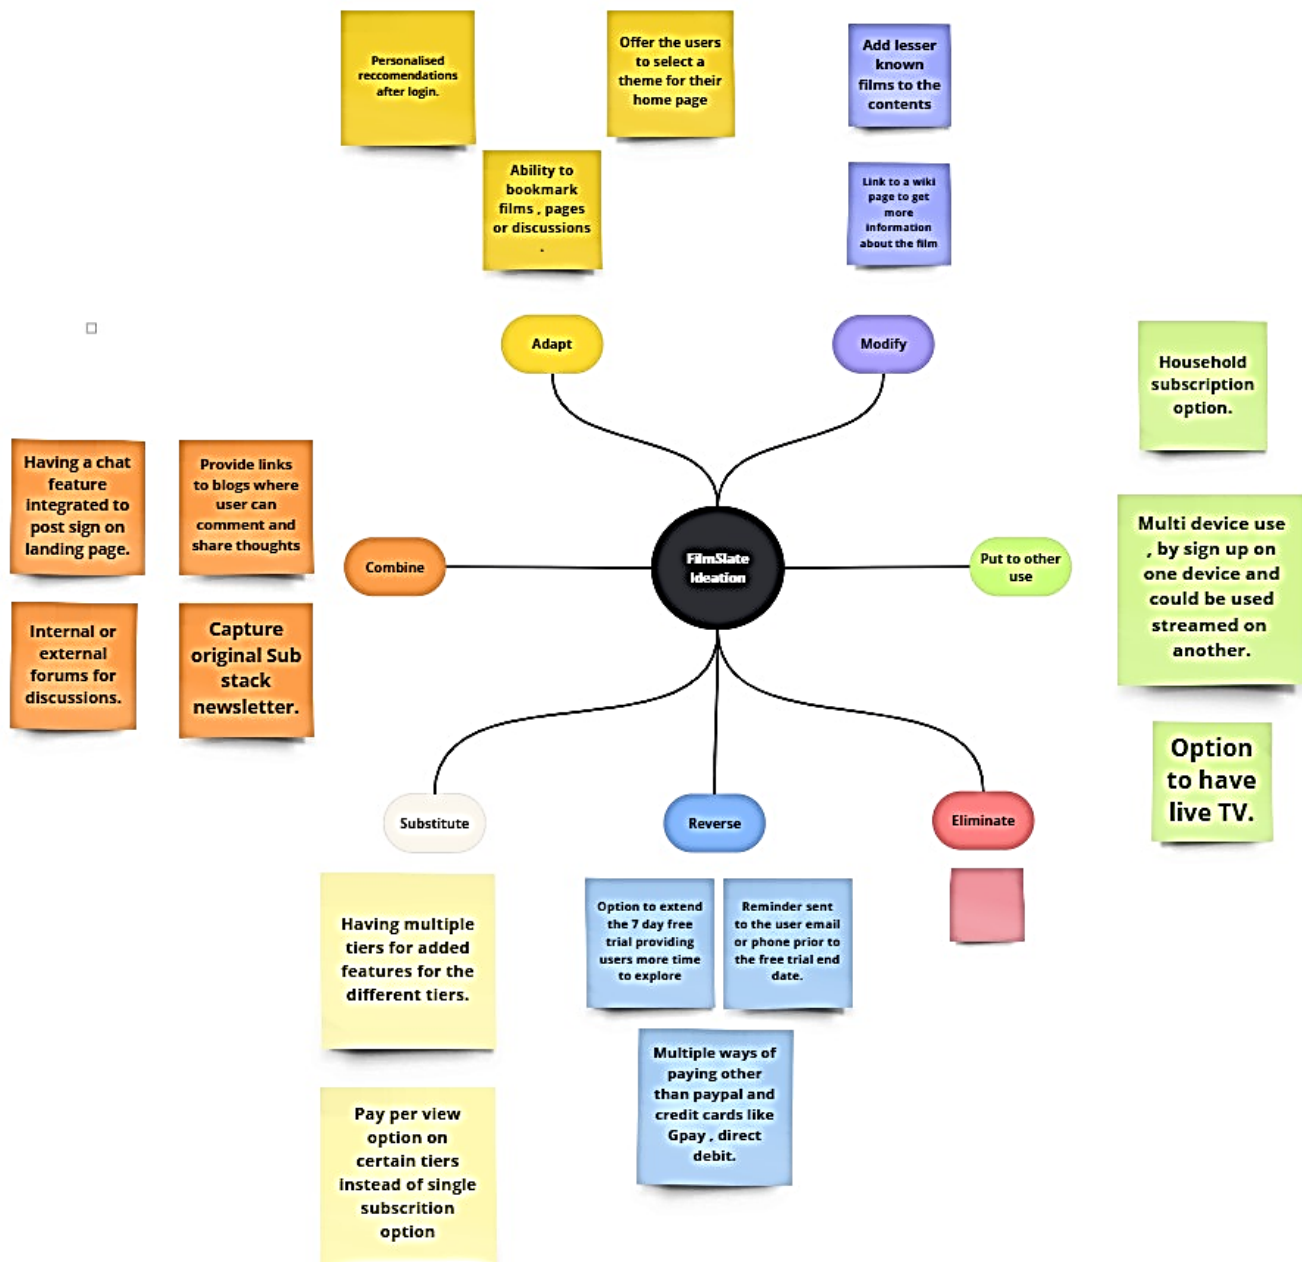 Personalised
reccomendations
after login.
Offer the users
to select a
theme for their
home page
Ability to
bookmark
films , pages
or discussions
.
Add lesser
known
films to the
contents
Link to a wiki
page to get
more
information
about the film
Adapt
Modify
Household
subscription
option.
Multi device use
, by sign up on
one device and
could be used
streamed on
another.
Option
to have
live TV.
Put to other
use
FilmSlate
Ideation
Combine
Having a chat
feature
integrated to
post sign on
landing page.
Provide links
to blogs where
user can
comment and
share thoughts
Internal or
external
forums for
discussions.
Capture
original Sub
stack
newsletter.
Substitute
Having multiple
tiers for added
features for the
different tiers.
Pay per view
option on
certain tiers
instead of single
subscrition
option
Reverse
Option to extend
the 7 day free
trial providing
users more time
to explore
Reminder sent
to the user email
or phone prior to
the free trial end
date.
Multiple ways of
paying other
than paypal and
credit cards like
Gpay , direct
debit.
Eliminate